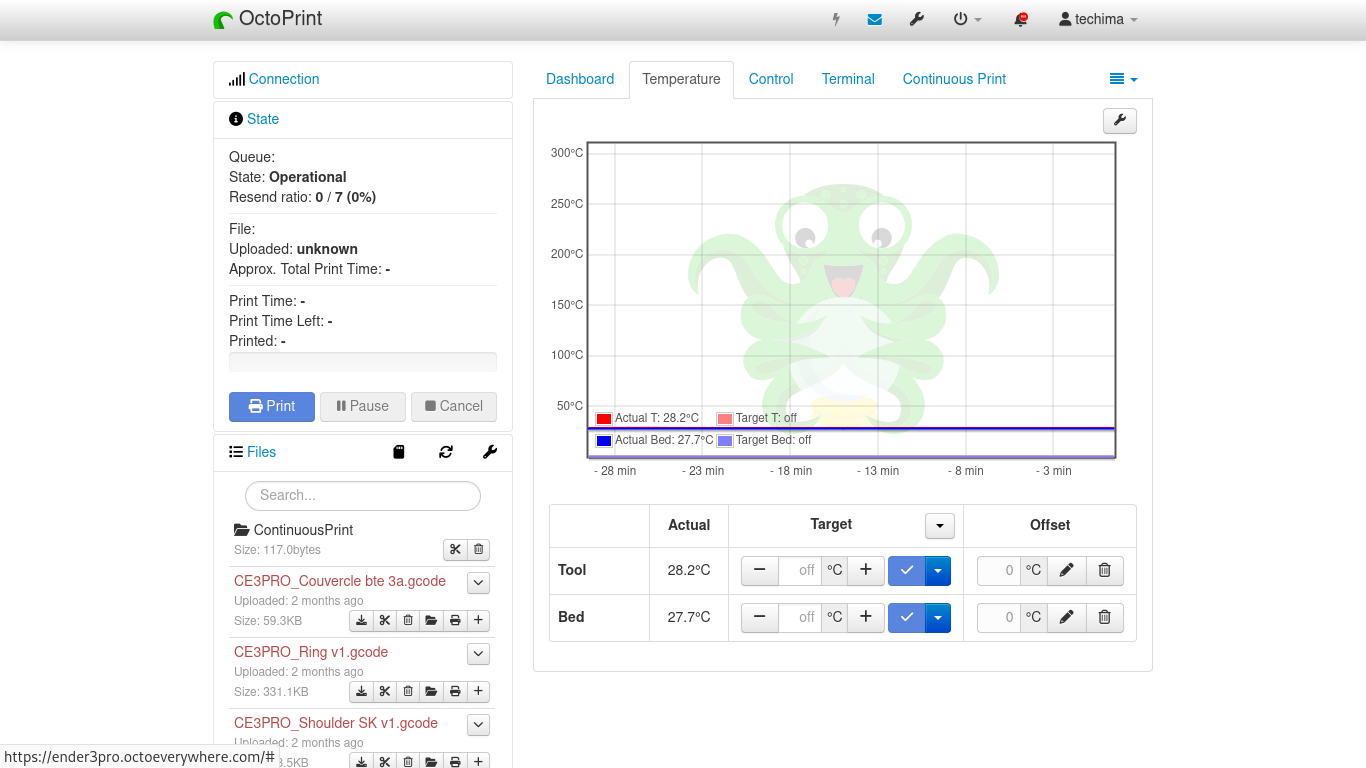 OctoPrint
techima
Connection
State
Queue:
State: Operational
Resend ratio: 0 / 7 (0%)
File:
Uploaded: unknown
Approx. Total Print Time: -
Print Time: -
Print Time Left: -
Printed: -
Print Pause Cancel
Files
Search...
ContinuousPrint
Size: 117.0bytes
CE3PRO_Couvercle bte 3a.gcode
Uploaded: 2 months ago
Size: 59.3KB
CE3PRO_Ring v1.gcode
Uploaded: 2 months ago
Size: 331.1KB
CE3PRO_Shoulder SK v1.gcode
Uploaded: 2 months ago
https://ender3pro.octoeverywhere.com/#
Dashboard Temperature Control Terminal Continuous Print
300°C
250°C
200°C
150°C
100°C
50°C
Actual T: 28.2°C Target T: off
Actual Bed: 27.7°C Target Bed: off
- 28 min - 23 min - 18 min - 13 min - 8 min - 3 min
Actual Target Offset
Tool 28.2°C off °C 0 °C
Bed 27.7°C off °C 0 °C